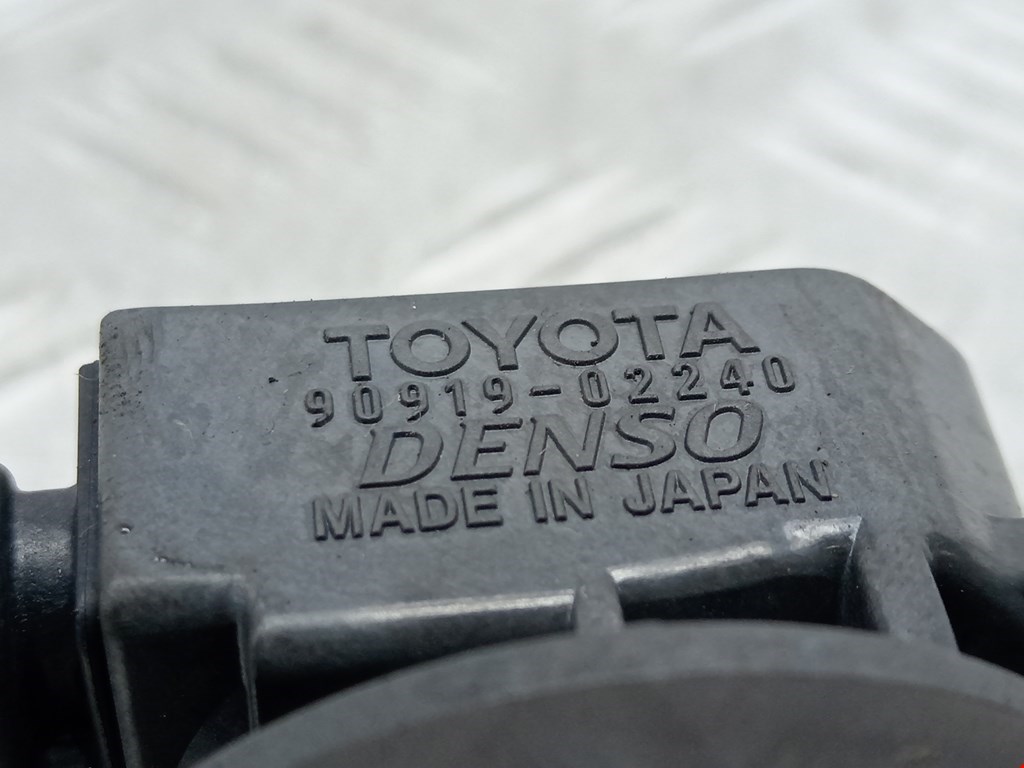 TOYOTA
90919-02240
DENSO
MADE IN JAPAN